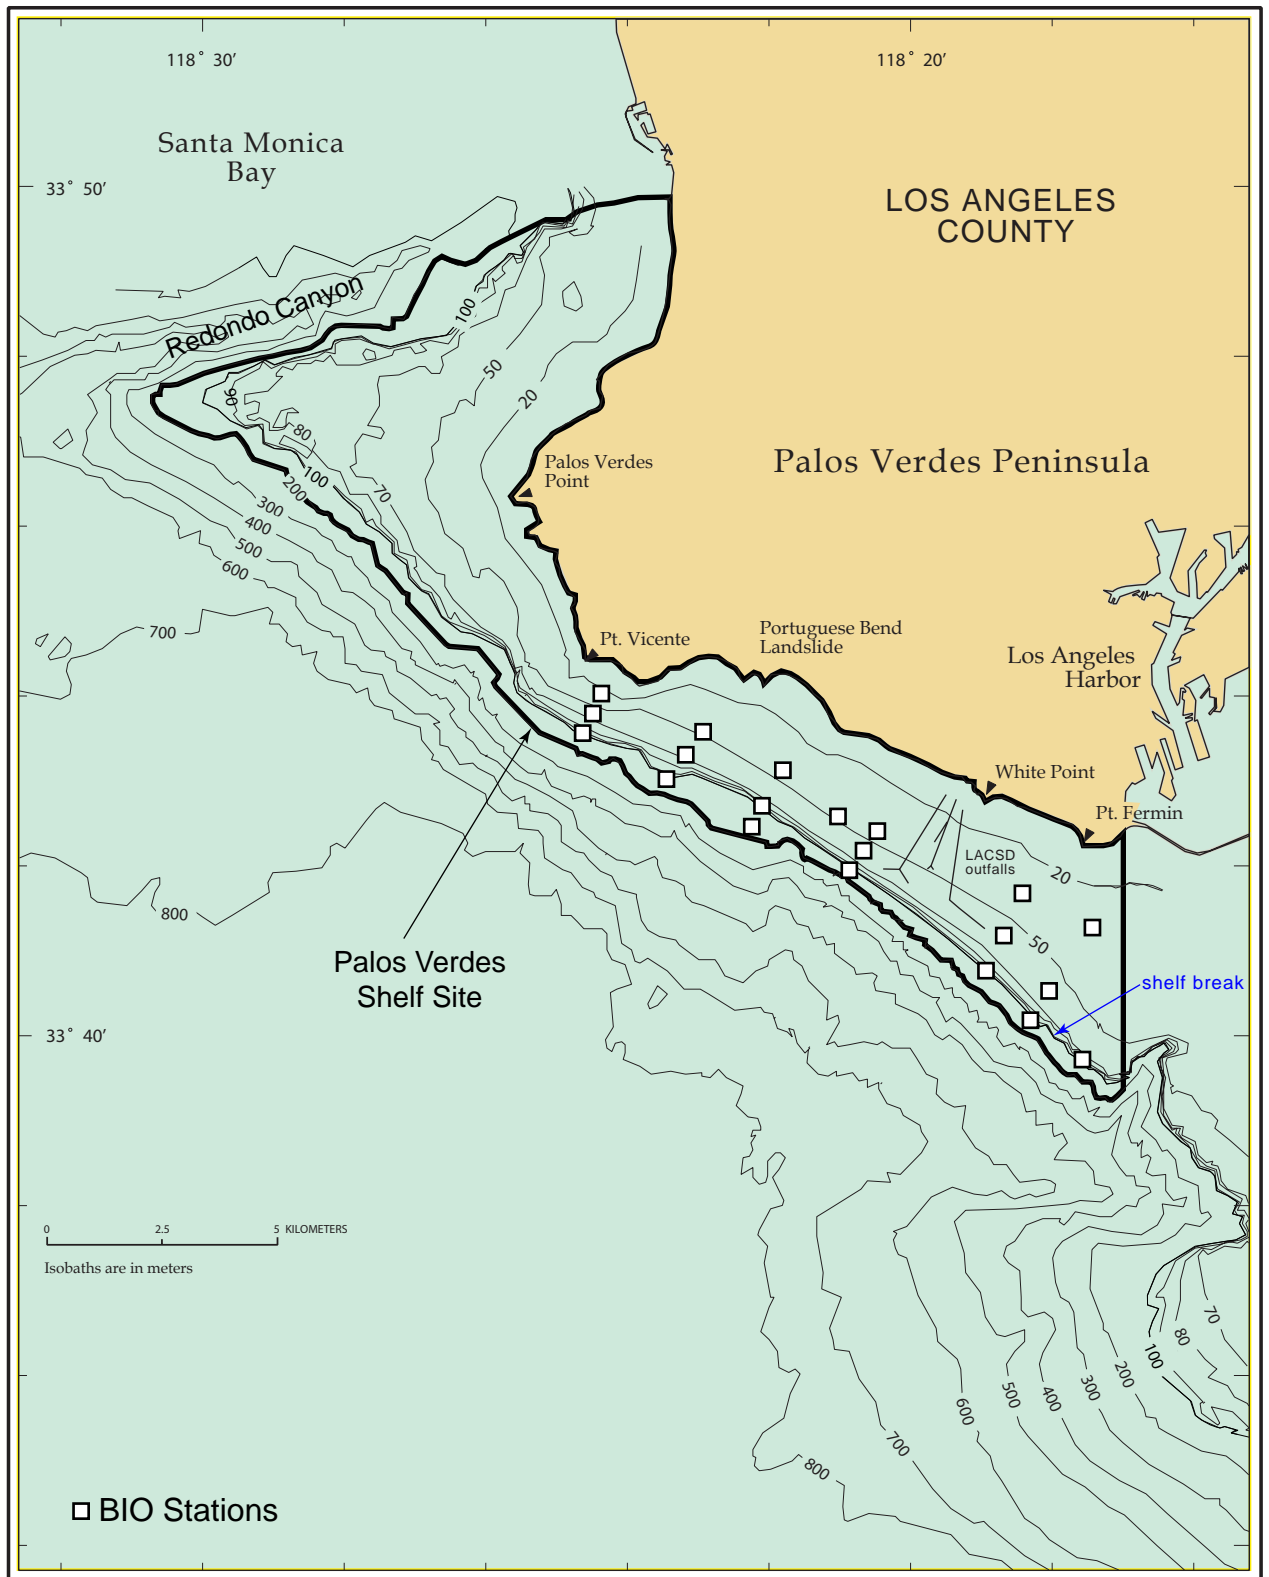 118° 30′
118° 20′
Santa Monica
Bay
33° 50′
LOS ANGELES
COUNTY
Redondo Canyon
100
50
20
90
80
100
200
70
300
400
500
600
700
Palos Verdes
Point
Palos Verdes Peninsula
Pt. Vicente
Portuguese Bend
Landslide
Los Angeles
Harbor
White Point
Pt. Fermin
LACSD
outfalls
20
50
800
Palos Verdes
Shelf Site
shelf break
33° 40′
0 2.5 5 KILOMETERS
Isobaths are in meters
70
80
100
200
300
400
500
600
700
800
BIO Stations